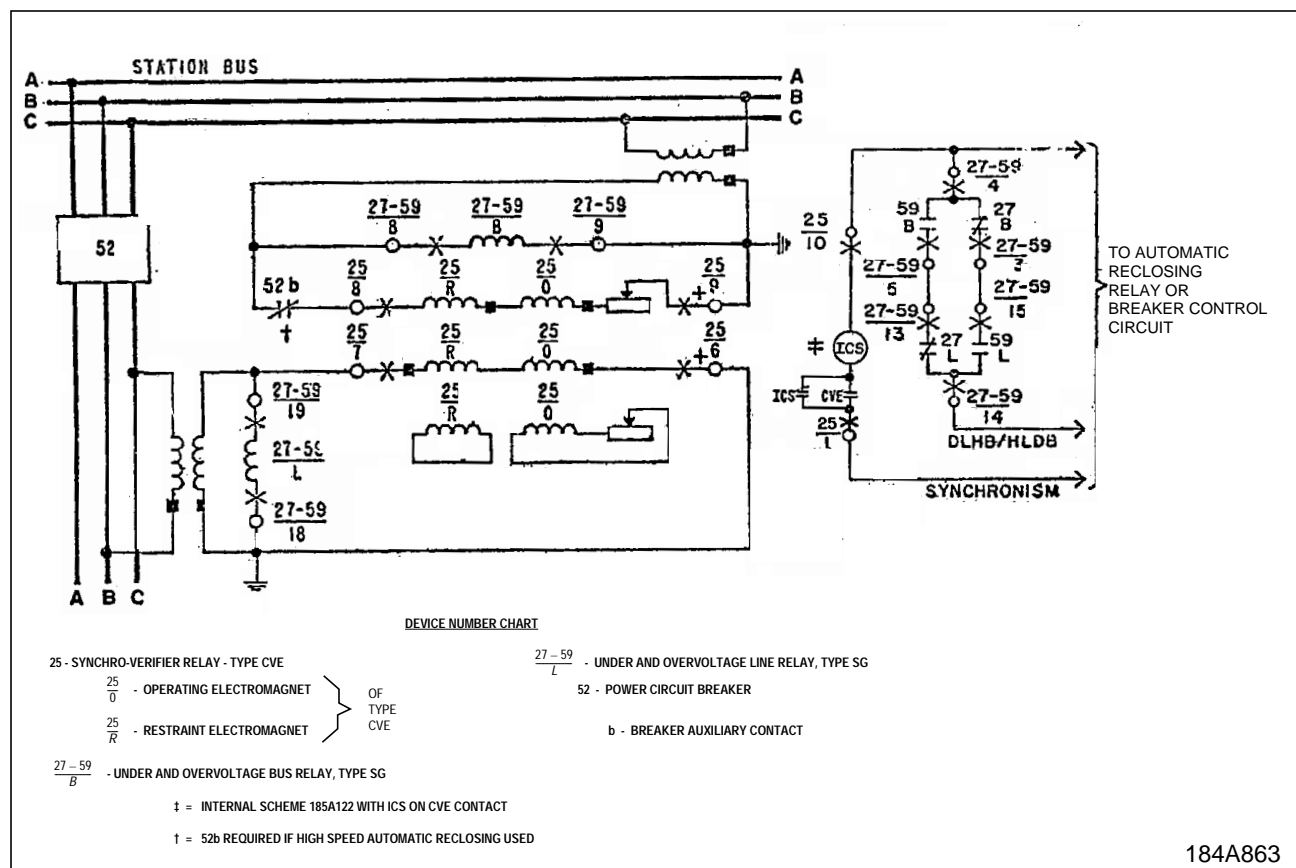 STATION BUS
A
B
C
A
B
C
52
27-59
8
27-59
B
27-59
9
52 b
†
25
8
25
R
25
O
+
25
9
25
7
25
R
25
O
+
25
6
25
R
25
O
27-59
19
27-59
L
27-59
18
A B C
25
10
‡
ICS
ICS
CVE
25
1
27-59
4
59
B
27
B
27-59
5
27-59
3
27-59
13
27-59
15
27
L
59
L
27-59
14
DLHB/HLDB
SYNCHRONISM
TO AUTOMATIC
RECLOSING
RELAY OR
BREAKER CONTROL
CIRCUIT
DEVICE NUMBER CHART
25 - SYNCHRO-VERIFIER RELAY - TYPE CVE
25
0 - OPERATING ELECTROMAGNET
25
R - RESTRAINT ELECTROMAGNET
OF
TYPE
CVE
27 – 59
B - UNDER AND OVERVOLTAGE BUS RELAY, TYPE SG
27 – 59
L - UNDER AND OVERVOLTAGE LINE RELAY, TYPE SG
52 - POWER CIRCUIT BREAKER
b - BREAKER AUXILIARY CONTACT
‡ = INTERNAL SCHEME 185A122 WITH ICS ON CVE CONTACT
† = 52b REQUIRED IF HIGH SPEED AUTOMATIC RECLOSING USED
184A863